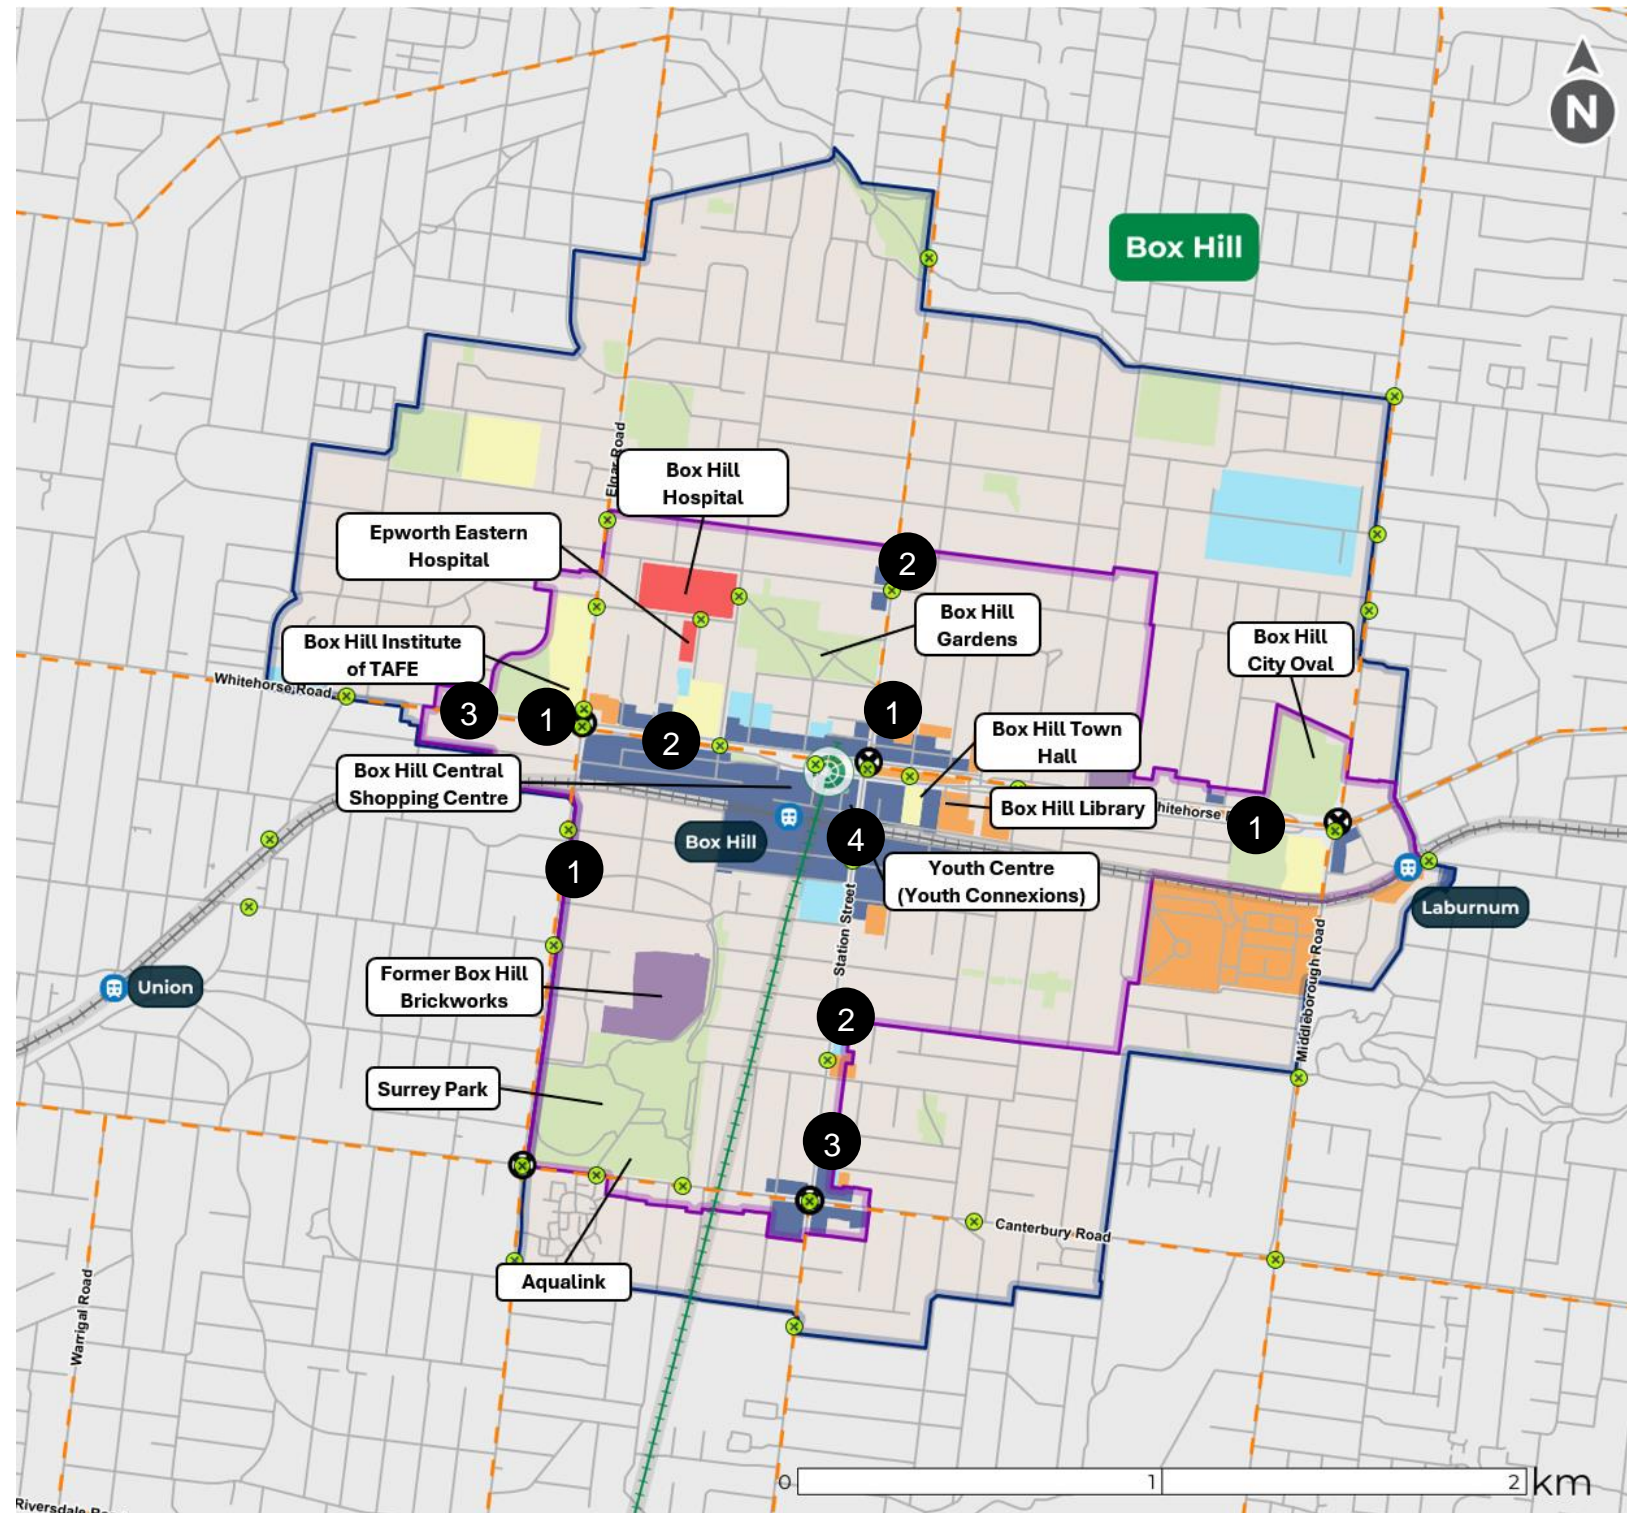 N
Box Hill
Elgar Road
Box Hill
Hospital
Epworth Eastern
Hospital
2
Box Hill
Gardens
Box Hill
City Oval
Box Hill Institute
of TAFE
Whitehorse Road
3
1
2
1
Box Hill Town
Hall
Box Hill Central
Shopping Centre
Box Hill Library
hitehorse
1
Box Hill
4
Youth Centre
(Youth Connexions)
1
Laburnum
Station Street
Former Box Hill
Brickworks
Union
2
Middleborough Road
Surrey Park
3
Canterbury Road
Aqualink
Warrigal Road
0 1 2 km
Riversdale